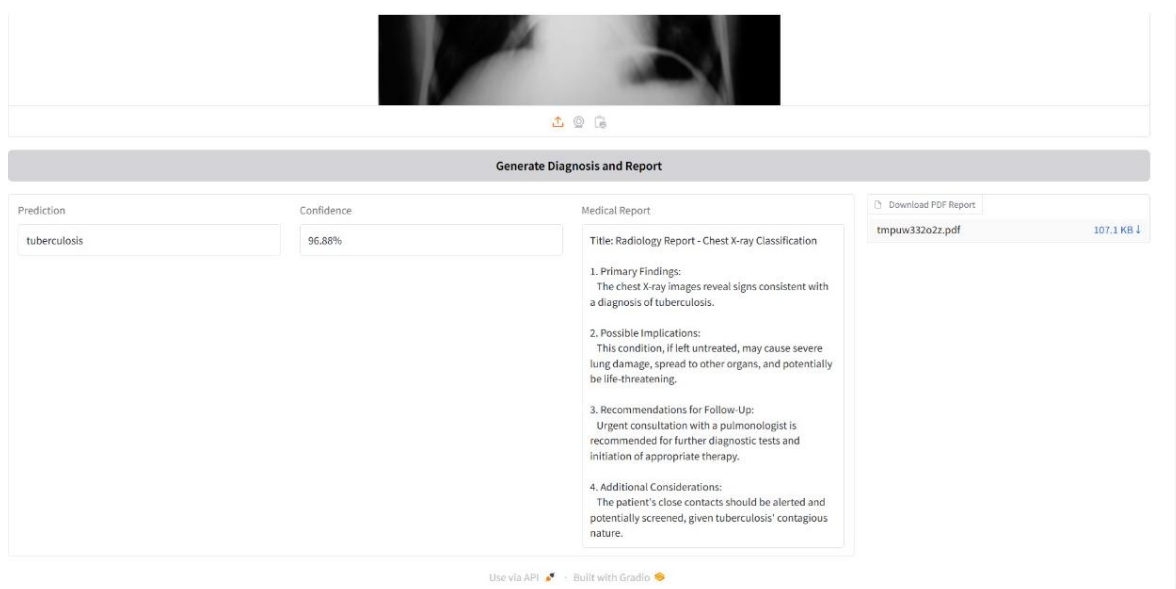 Generate Diagnosis and Report
Prediction
tuberculosis
Confidence
96.88%
Medical Report
Title: Radiology Report - Chest X-ray Classification
1. Primary Findings:
The chest X-ray images reveal signs consistent with
a diagnosis of tuberculosis.
2. Possible Implications:
This condition, if left untreated, may cause severe
lung damage, spread to other organs, and potentially
be life-threatening.
3. Recommendations for Follow-Up:
Urgent consultation with a pulmonologist is
recommended for further diagnostic tests and
initiation of appropriate therapy.
4. Additional Considerations:
The patient's close contacts should be alerted and
potentially screened, given tuberculosis' contagious
nature.
Download PDF Report
tmpuw332o2z.pdf
107.1 KB ↓
Use via API · Built with Gradio